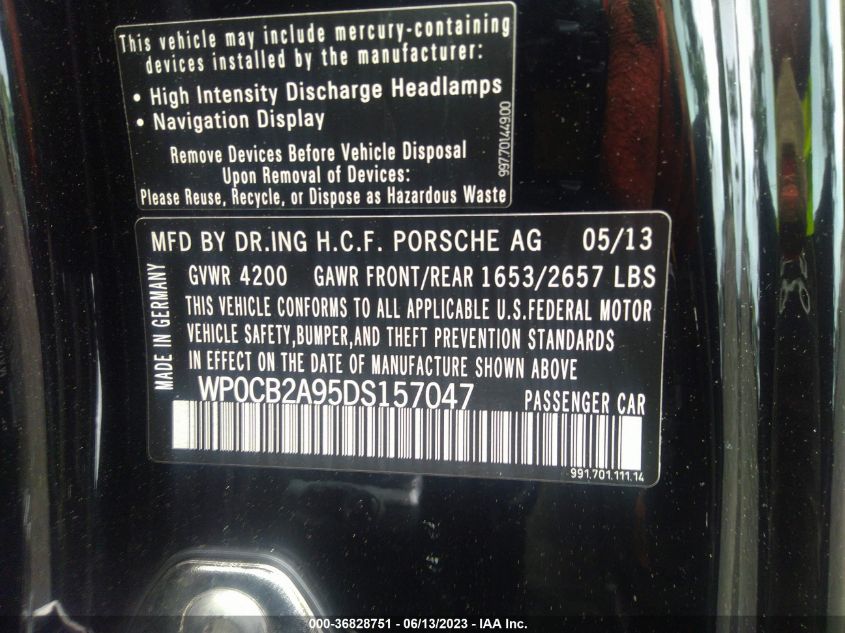 This vehicle may include mercury-containing
devices installed by the manufacturer:
• High Intensity Discharge Headlamps
• Navigation Display
Remove Devices Before Vehicle Disposal
Upon Removal of Devices:
Please Reuse, Recycle, or Dispose as Hazardous Waste
997.701.449.00
MFD BY DR.ING H.C.F. PORSCHE AG 05/13
GVWR 4200 GAWR FRONT/REAR 1653/2657 LBS
THIS VEHICLE CONFORMS TO ALL APPLICABLE U.S.FEDERAL MOTOR
VEHICLE SAFETY,BUMPER,AND THEFT PREVENTION STANDARDS
IN EFFECT ON THE DATE OF MANUFACTURE SHOWN ABOVE
MADE IN GERMANY
WP0CB2A95DS157047 PASSENGER CAR
991.701.111.14
000-36828751 - 06/13/2023 - IAA Inc.